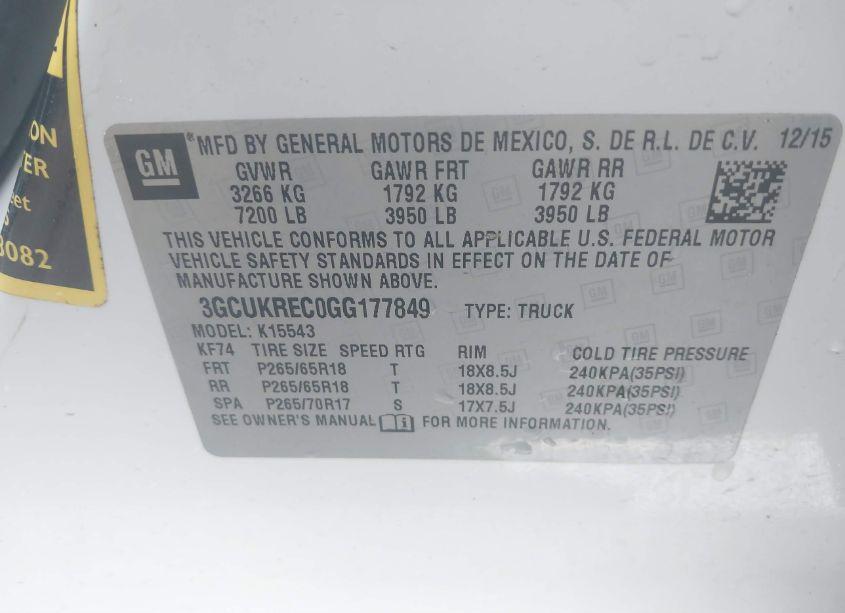 ON
ER
eet
8082
GM
® MFD BY GENERAL MOTORS DE MEXICO, S. DE R.L. DE C.V. 12/15
GVWR GAWR FRT GAWR RR
3266 KG 1792 KG 1792 KG
7200 LB 3950 LB 3950 LB
THIS VEHICLE CONFORMS TO ALL APPLICABLE U.S. FEDERAL MOTOR
VEHICLE SAFETY STANDARDS IN EFFECT ON THE DATE OF
MANUFACTURE SHOWN ABOVE.
3GCUKREC0GG177849 TYPE: TRUCK
MODEL: K15543
KF74 TIRE SIZE SPEED RTG RIM COLD TIRE PRESSURE
FRT P265/65R18 T 18X8.5J 240KPA(35PSI)
RR P265/65R18 T 18X8.5J 240KPA(35PSI)
SPA P265/70R17 S 17X7.5J 240KPA(35PSI)
SEE OWNER'S MANUAL FOR MORE INFORMATION.